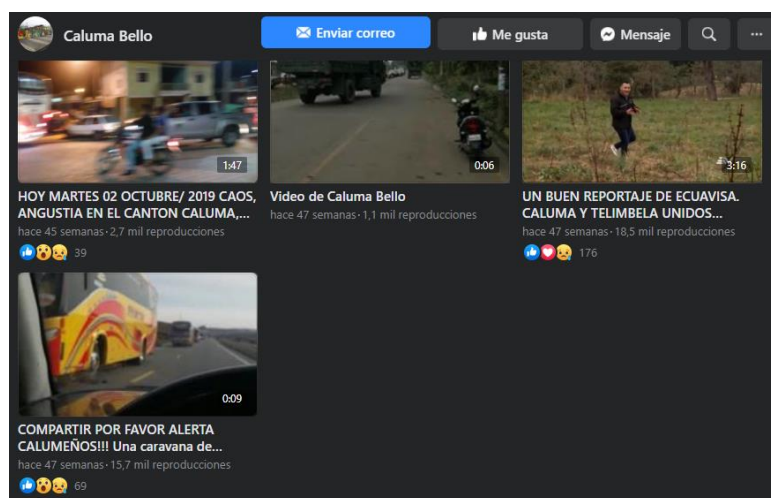 Caluma Bello
Enviar correo
Me gusta
Mensaje
1:47
0:06
3:16
HOY MARTES 02 OCTUBRE/ 2019 CAOS,
ANGUSTIA EN EL CANTON CALUMA,...
hace 45 semanas · 2,7 mil reproducciones
39
Video de Caluma Bello
hace 47 semanas · 1,1 mil reproducciones
UN BUEN REPORTAJE DE ECUAVISA.
CALUMA Y TELIMBELA UNIDOS...
hace 47 semanas · 18,5 mil reproducciones
176
0:09
COMPARTIR POR FAVOR ALERTA
CALUMEÑOS!!! Una caravana de...
hace 47 semanas · 15,7 mil reproducciones
69